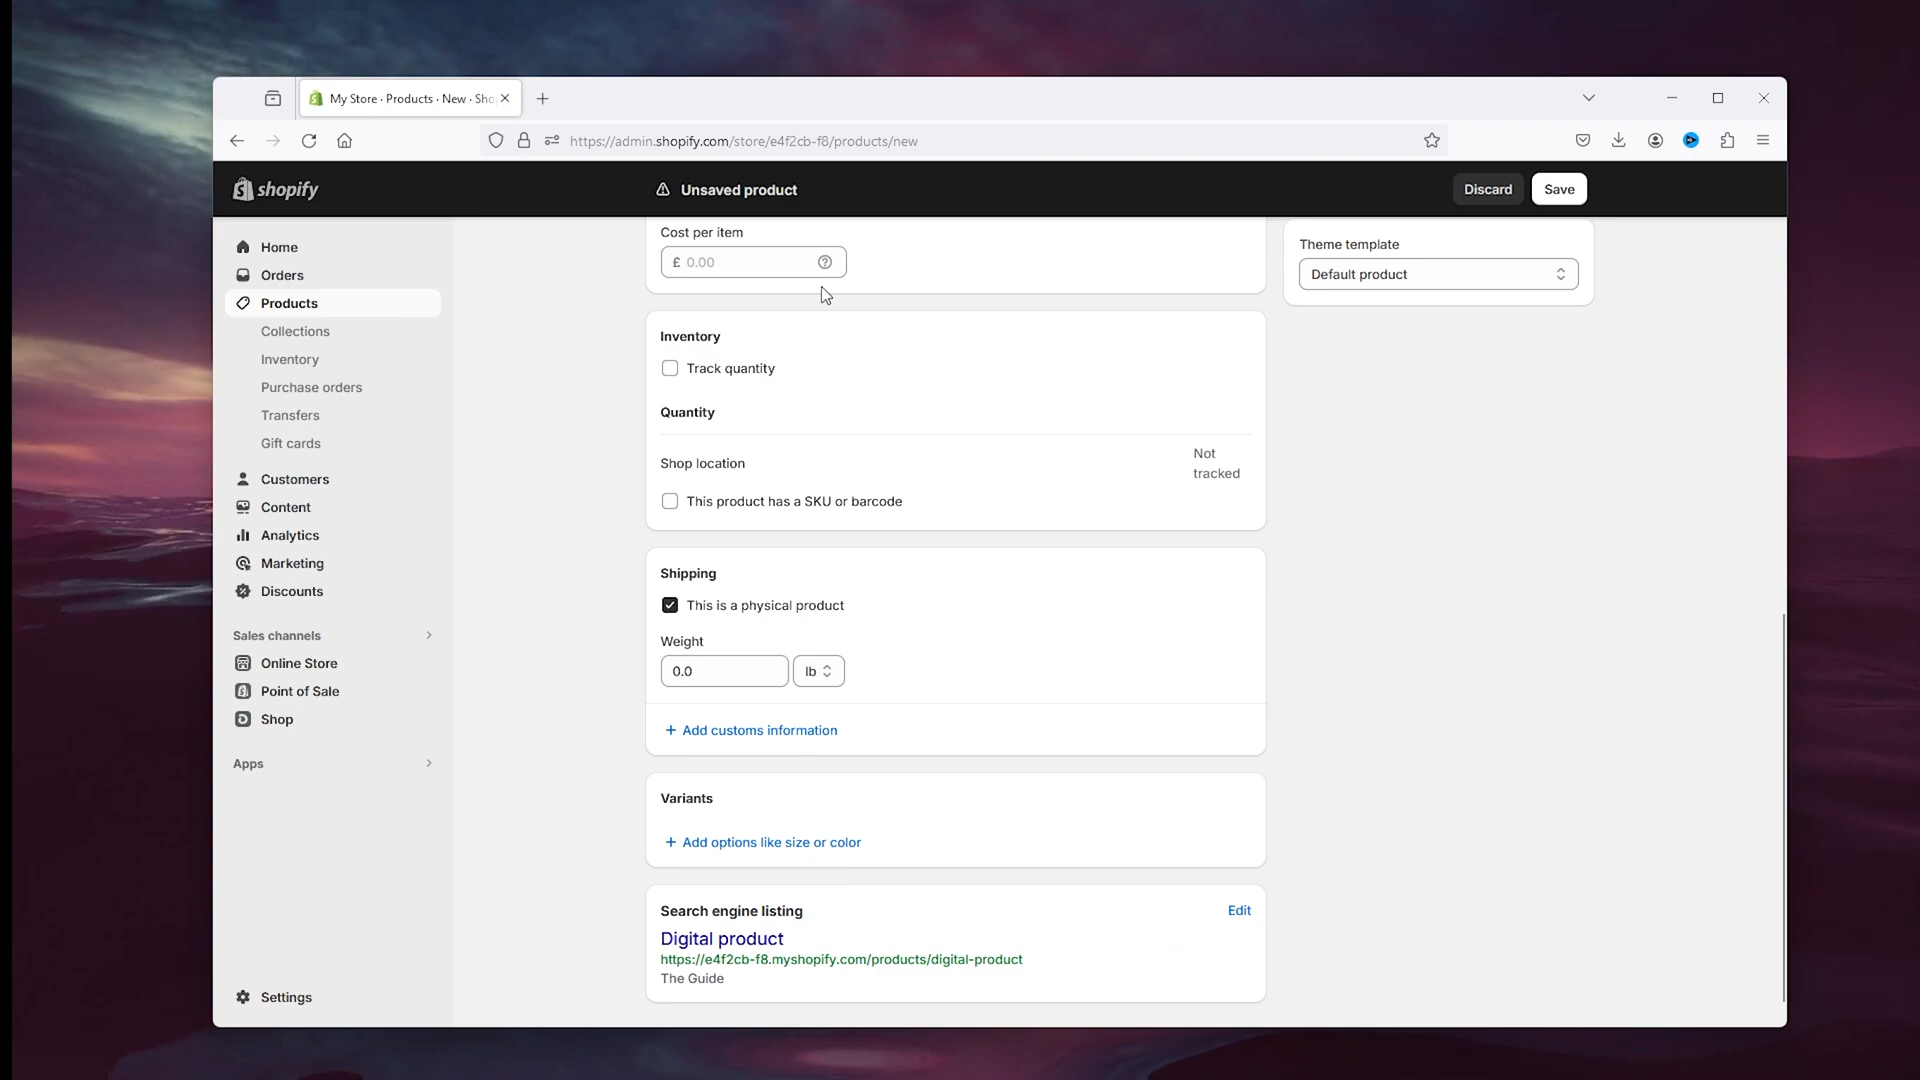 My Store · Products · New · Sho
https://admin.shopify.com/store/e4f2cb-f8/products/new
shopify
Unsaved product
Discard
Save
Home
Orders
Products
Collections
Inventory
Purchase orders
Transfers
Gift cards
Customers
Content
Analytics
Marketing
Discounts
Sales channels
Online Store
Point of Sale
Shop
Apps
Settings
Cost per item
£ 0.00
Inventory
Track quantity
Quantity
Shop location
Not
tracked
This product has a SKU or barcode
Shipping
This is a physical product
Weight
0.0
lb
+ Add customs information
Variants
+ Add options like size or color
Search engine listing
Edit
Digital product
https://e4f2cb-f8.myshopify.com/products/digital-product
The Guide
Theme template
Default product